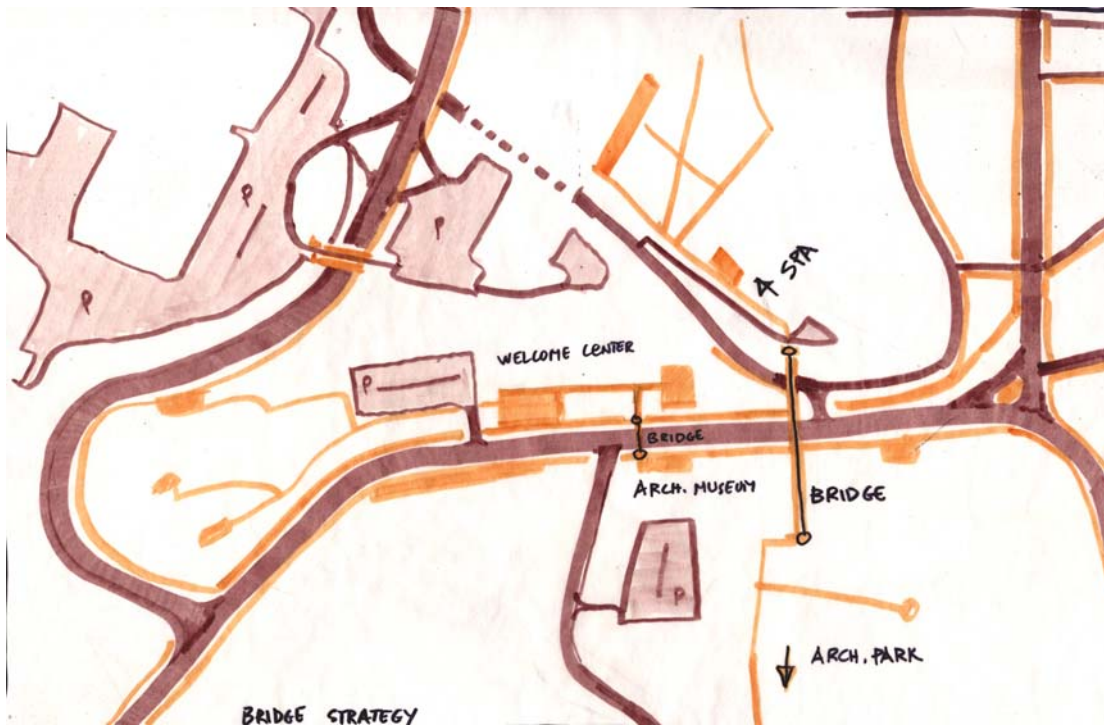 P
P
P
SPA
WELCOME CENTER
P
BRIDGE
ARCH. MUSEUM
BRIDGE
P
ARCH. PARK
BRIDGE STRATEGY